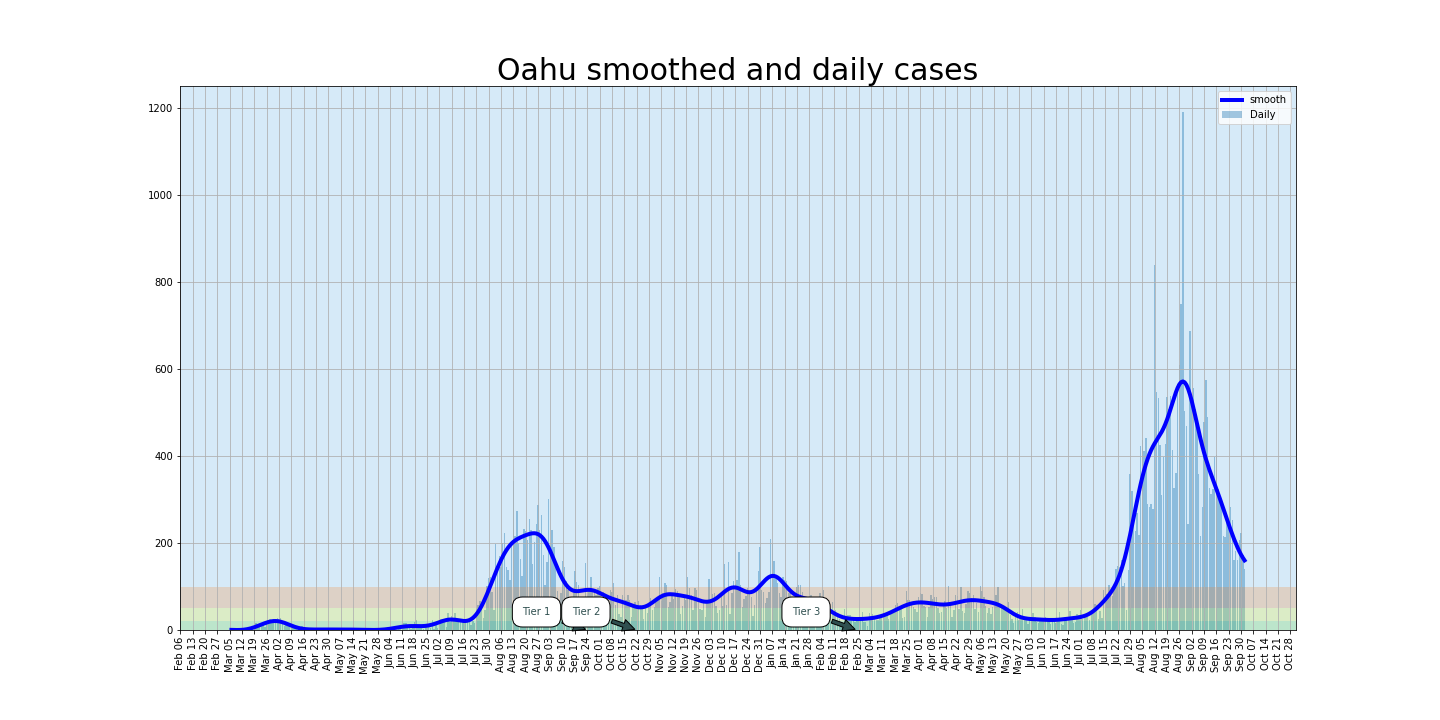 Oahu smoothed and daily cases
smooth
Daily
1200
1000
800
600
400
200
0
Tier 1
Tier 2
Tier 3
Feb 06
Feb 13
Feb 20
Feb 27
Mar 05
Mar 12
Mar 19
Mar 26
Apr 02
Apr 09
Apr 16
Apr 23
Apr 30
May 07
May 14
May 21
May 28
Jun 04
Jun 11
Jun 18
Jun 25
Jul 02
Jul 09
Jul 16
Jul 23
Jul 30
Aug 06
Aug 13
Aug 20
Aug 27
Sep 03
Sep 10
Sep 17
Sep 24
Oct 01
Oct 08
Oct 15
Oct 22
Oct 29
Nov 05
Nov 12
Nov 19
Nov 26
Dec 03
Dec 10
Dec 17
Dec 24
Dec 31
Jan 07
Jan 14
Jan 21
Jan 28
Feb 04
Feb 11
Feb 18
Feb 25
Mar 04
Mar 11
Mar 18
Mar 25
Apr 01
Apr 08
Apr 15
Apr 22
Apr 29
May 06
May 13
May 20
May 27
Jun 03
Jun 10
Jun 17
Jun 24
Jul 01
Jul 08
Jul 15
Jul 22
Jul 29
Aug 05
Aug 12
Aug 19
Aug 26
Sep 02
Sep 09
Sep 16
Sep 23
Sep 30
Oct 07
Oct 14
Oct 21
Oct 28